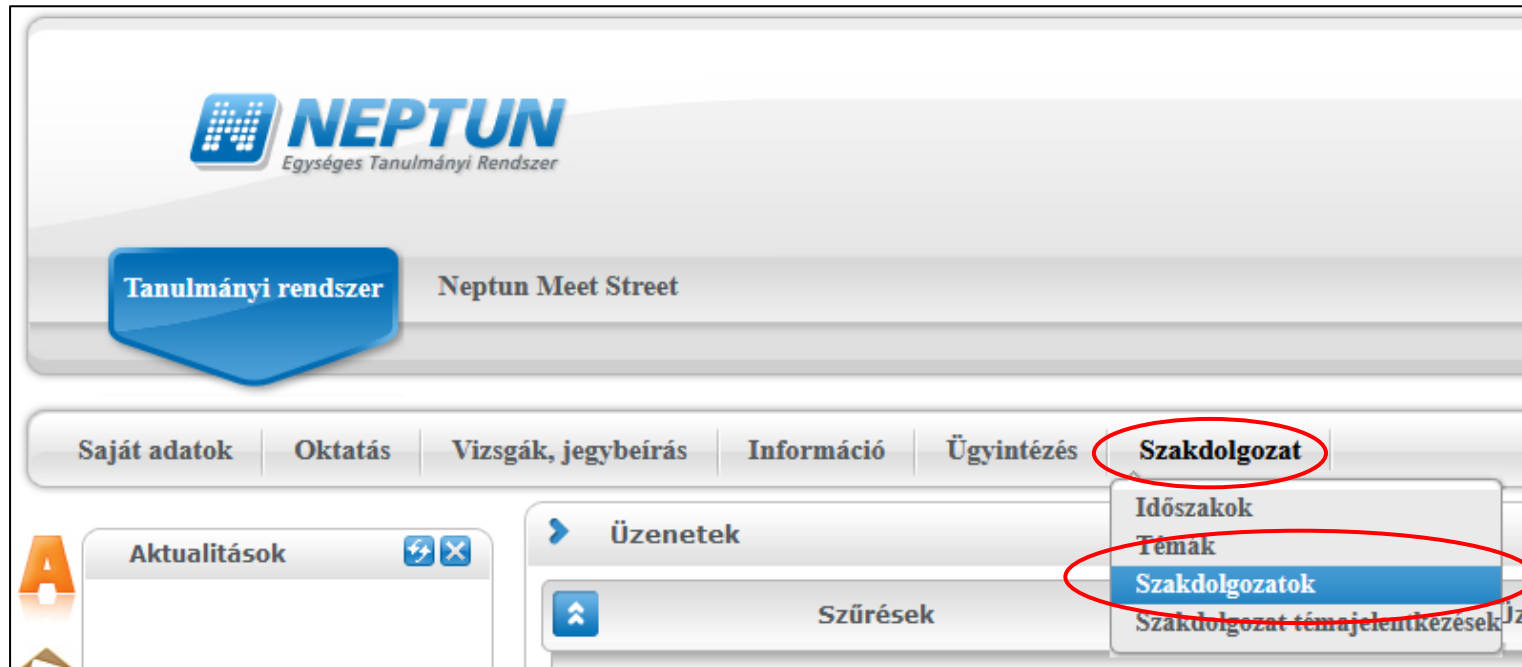 NEPTUN
Egységes Tanulmányi Rendszer
Tanulmányi rendszer
Neptun Meet Street
Saját adatok
Oktatás
Vizsgák, jegybeírás
Információ
Ügyintézés
Szakdolgozat
Időszakok
Témák
Szakdolgozatok
Szakdolgozat témajelentkezések
Aktualitások
Üzenetek
Szűrések